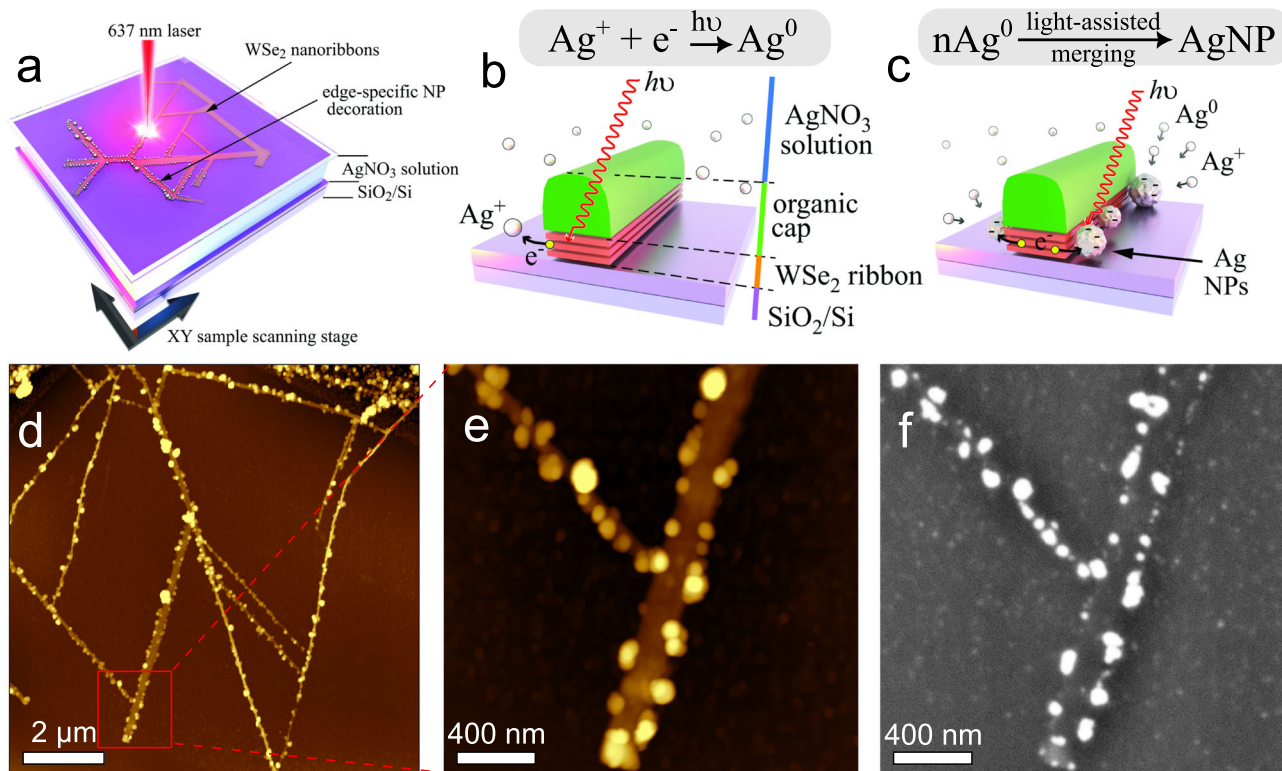 a
637 nm laser
WSe₂ nanoribbons
edge-specific NP
decoration
AgNO₃ solution
SiO₂/Si
XY sample scanning stage
Ag⁺ + e⁻ hυ → Ag⁰
b
hυ
AgNO₃
solution
organic
cap
Ag⁺
e⁻
WSe₂ ribbon
SiO₂/Si
nAg⁰ light-assisted merging → AgNP
c
hυ
Ag⁰
Ag⁺
e⁻
Ag
NPs
d
2 µm
e
400 nm
f
400 nm